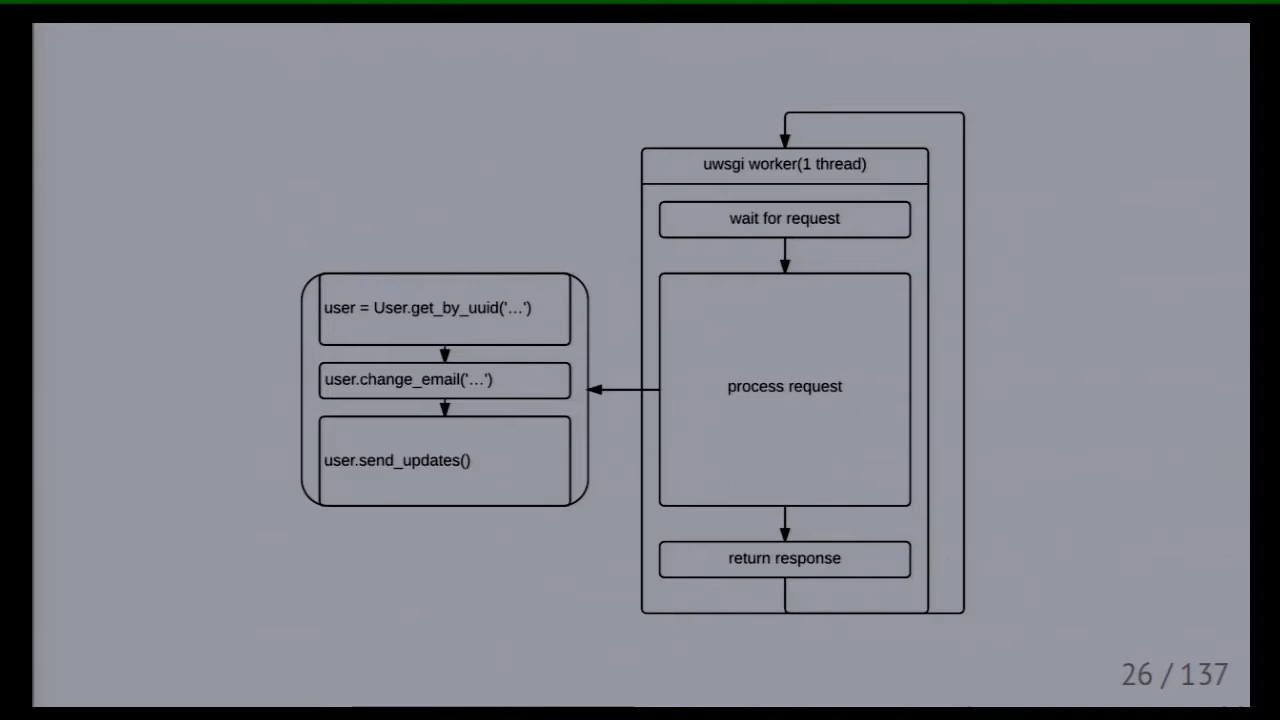 uwsgi worker(1 thread)
wait for request
user = User.get_by_uuid('...')
user.change_email('...')
process request
user.send_updates()
return response
26 / 137